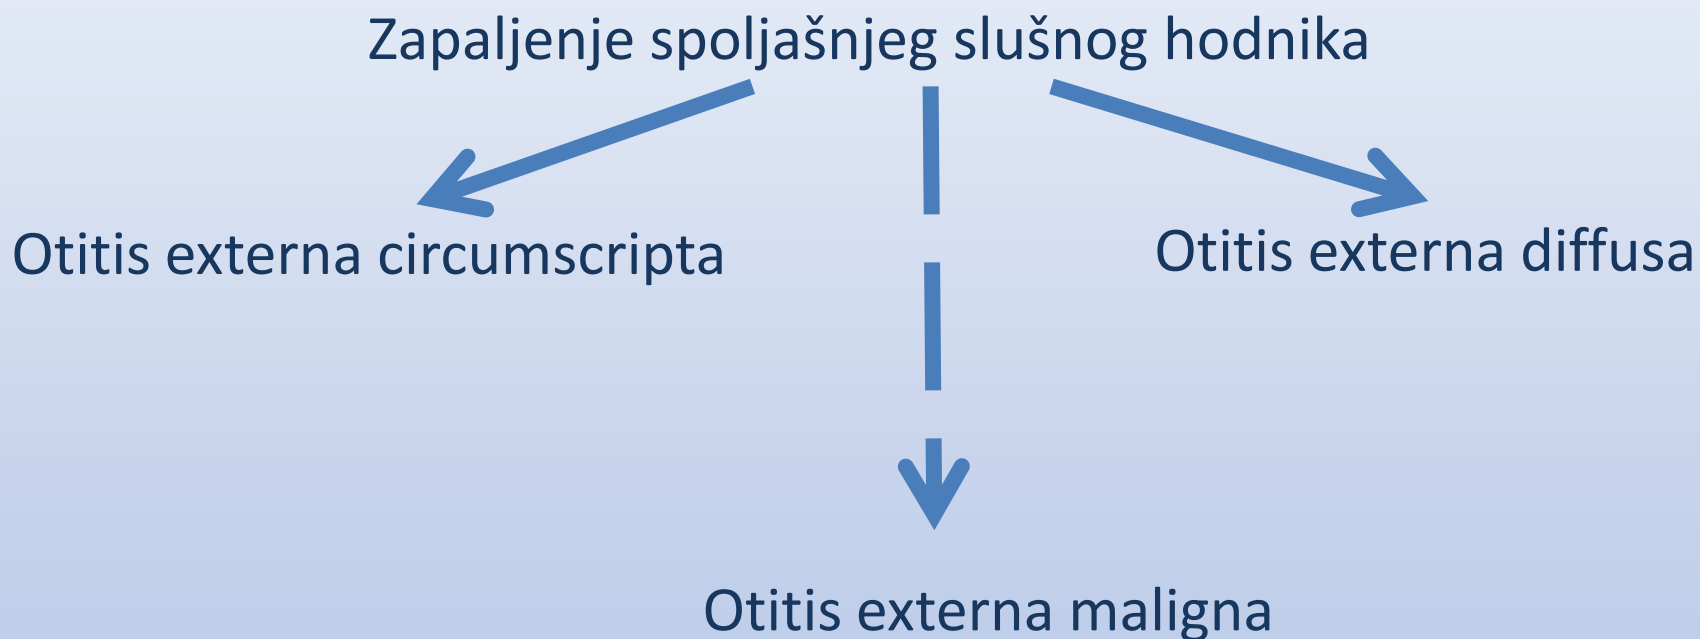 Zapaljenje spoljašnjeg slušnog hodnika
Otitis externa circumscripta
Otitis externa diffusa
Otitis externa maligna